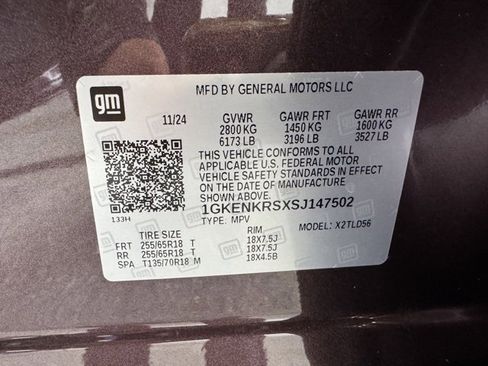 gm
MFD BY GENERAL MOTORS LLC
11/24 GVWR GAWR FRT GAWR RR
2800 KG 1450 KG 1600 KG
6173 LB 3196 LB 3527 LB
THIS VEHICLE CONFORMS TO ALL
APPLICABLE U.S. FEDERAL MOTOR
VEHICLE SAFETY STANDARDS IN EFFECT
ON THE DATE OF MANUFACTURE
SHOWN ABOVE.
1GKENKRSXSJ147502
133H TYPE: MPV MODEL: X2TLD56
TIRE SIZE RIM
FRT 255/65R18 T 18X7.5J
RR 255/65R18 T 18X7.5J
SPA T135/70R18 M 18X4.5B